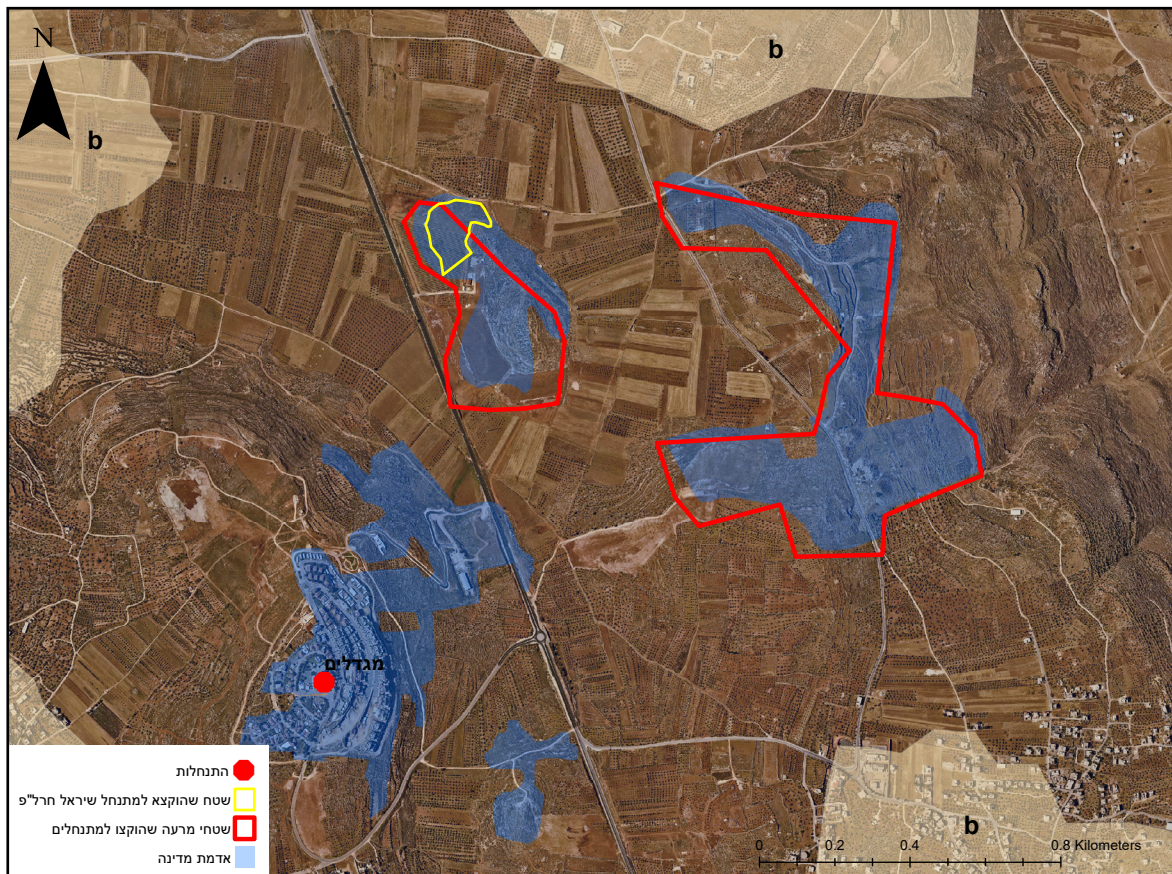 N
b
b
מגדלים
b
התנחלות
שטח שהוקצא למתנחל שיראל חרל"פ
שטחי מרעה שהוקצו למתנחלים
אדמת מדינה
0 0.2 0.4 0.8 Kilometers